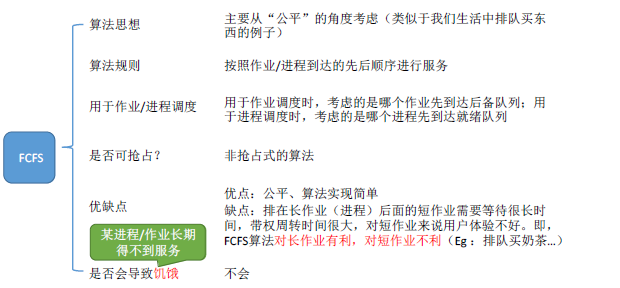 FCFS
算法思想
主要从“公平”的角度考虑（类似于我们生活中排队买东
西的例子）
算法规则
按照作业/进程到达的先后顺序进行服务
用于作业/进程调度
用于作业调度时，考虑的是哪个作业先到达后备队列；用
于进程调度时，考虑的是哪个进程先到达就绪队列
是否可抢占？
非抢占式的算法
优缺点
优点：公平、算法实现简单
缺点：排在长作业（进程）后面的短作业需要等待很长时
间，带权周转时间很大，对短作业来说用户体验不好。即，
FCFS算法对长作业有利，对短作业不利（Eg：排队买奶茶...）
某进程/作业长期
得不到服务
是否会导致饥饿
不会